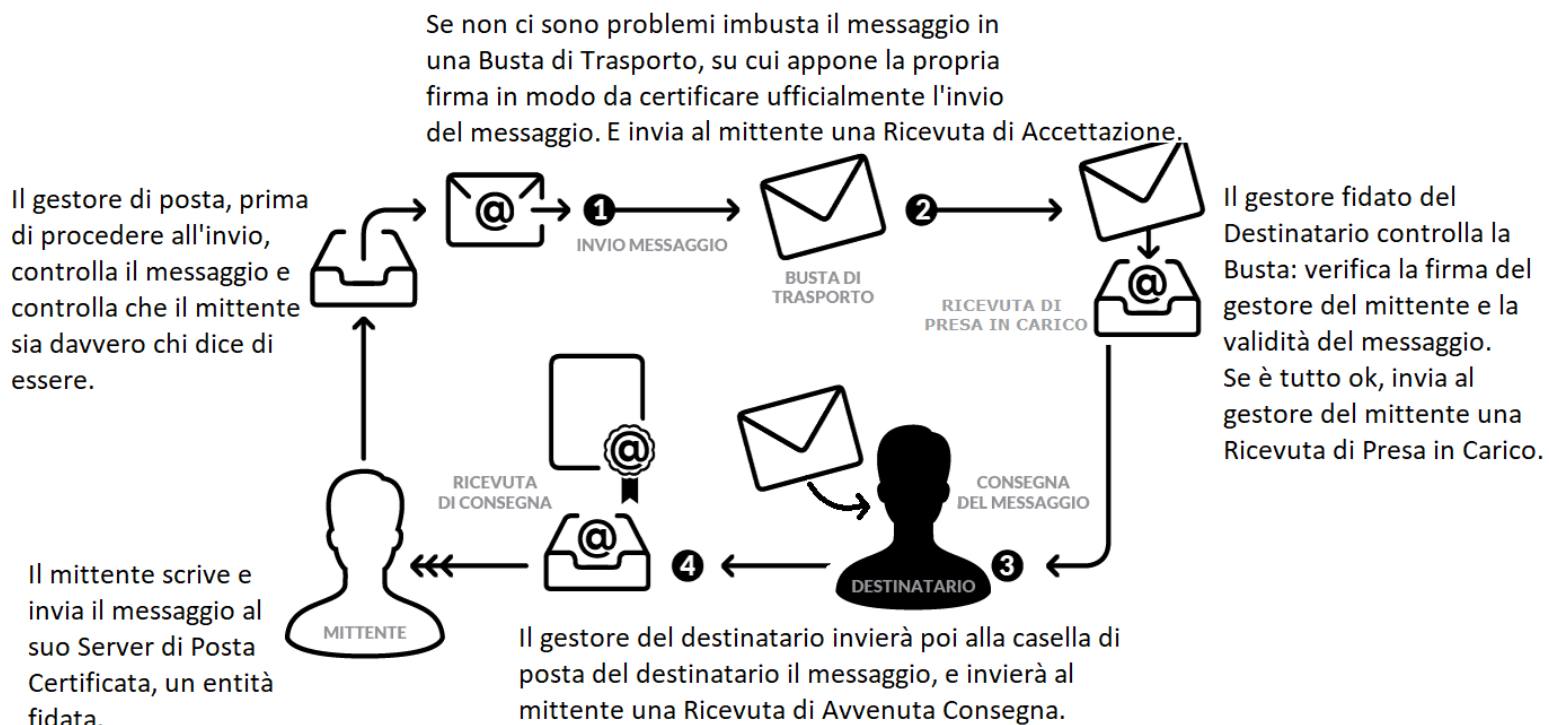 Se non ci sono problemi imbusta il messaggio in
una Busta di Trasporto, su cui appone la propria
firma in modo da certificare ufficialmente l'invio
del messaggio. E invia al mittente una Ricevuta di Accettazione.
Il gestore di posta, prima
di procedere all'invio,
controlla il messaggio e
controlla che il mittente
sia davvero chi dice di
essere.
@
1
INVIO MESSAGGIO
BUSTA DI
TRASPORTO
2
RICEVUTA DI
PRESA IN CARICO
@
Il gestore fidato del
Destinatario controlla la
Busta: verifica la firma del
gestore del mittente e la
validità del messaggio.
Se è tutto ok, invia al
gestore del mittente una
Ricevuta di Presa in Carico.
CONSEGNA
DEL MESSAGGIO
3
DESTINATARIO
4
@
RICEVUTA
DI CONSEGNA
@
MITTENTE
Il mittente scrive e
invia il messaggio al
suo Server di Posta
Certificata, un entità
fidata.
Il gestore del destinatario invierà poi alla casella di
posta del destinatario il messaggio, e invierà al
mittente una Ricevuta di Avvenuta Consegna.